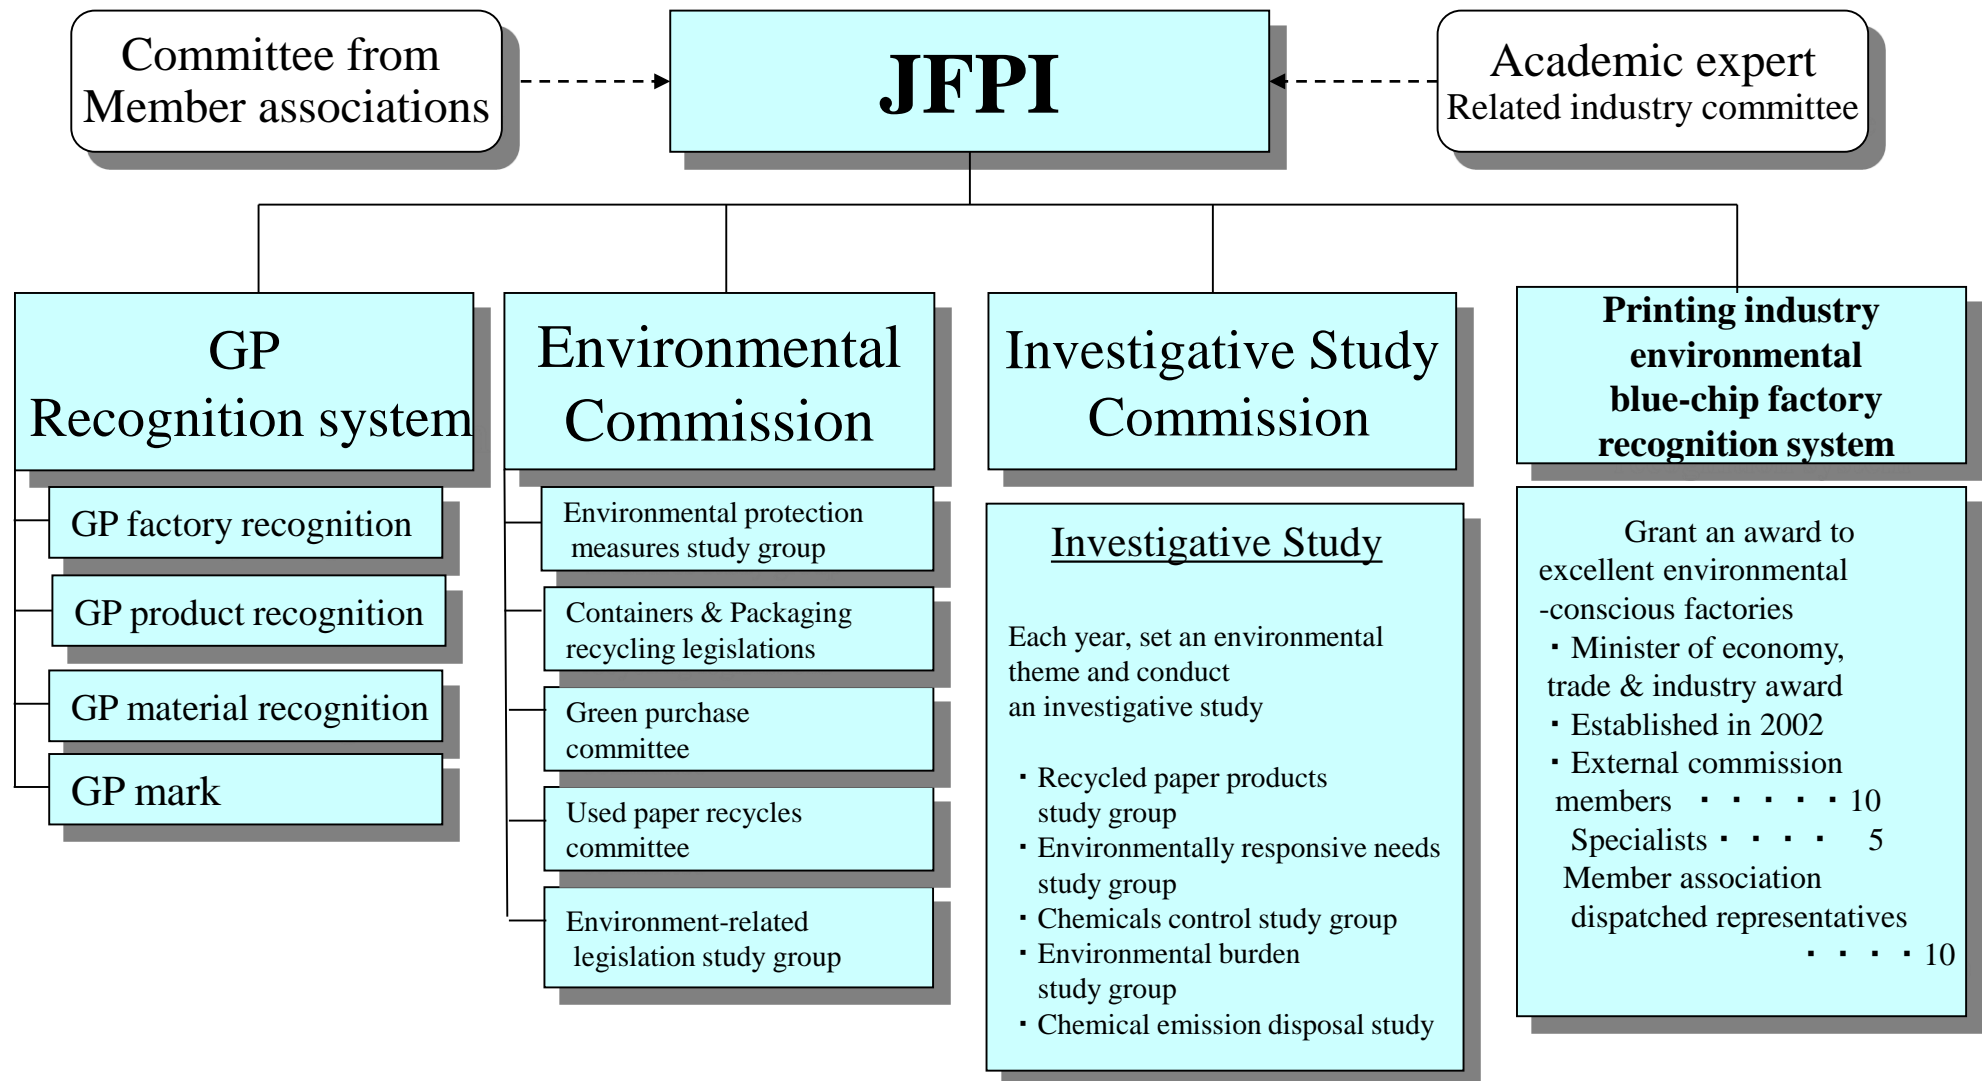 Committee from
Member associations
JFPI
Academic expert
Related industry committee
GP
Recognition system
GP factory recognition
GP product recognition
GP material recognition
GP mark
Environmental
Commission
Environmental protection
measures study group
Containers & Packaging
recycling legislations
Green purchase
committee
Used paper recycles
committee
Environment-related
legislation study group
Investigative Study
Commission
Investigative Study
Each year, set an environmental
theme and conduct
an investigative study
・Recycled paper products
study group
・Environmentally responsive needs
study group
・Chemicals control study group
・Environmental burden
study group
・Chemical emission disposal study
Printing industry
environmental
blue-chip factory
recognition system
Grant an award to
excellent environmental
-conscious factories
・Minister of economy,
trade & industry award
・Established in 2002
・External commission
members ・・・・・10
Specialists・・・・ 5
Member association
dispatched representatives
・・・・10